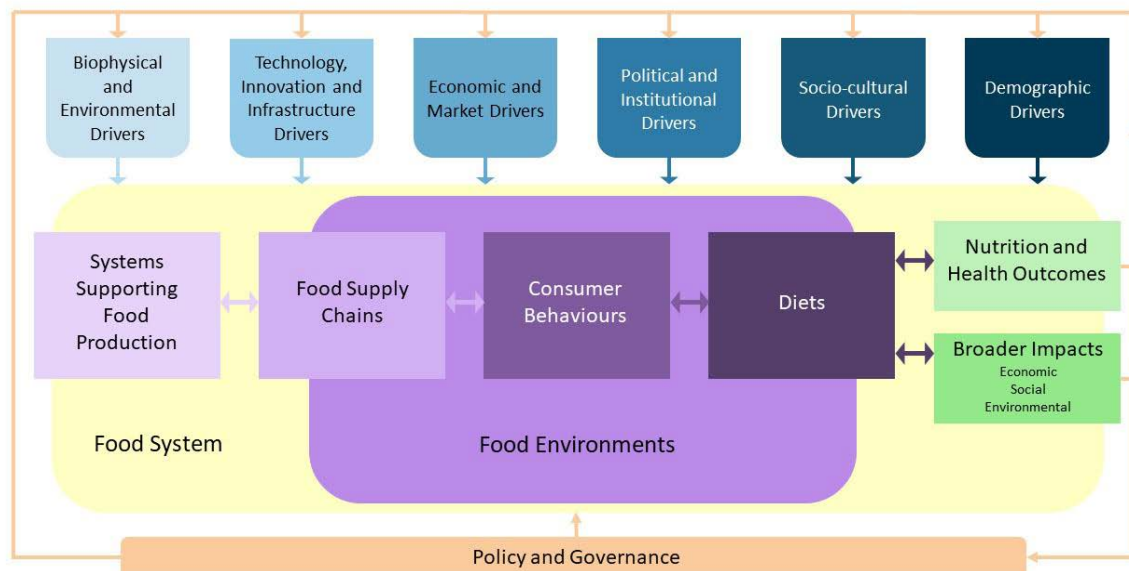 Biophysical
and
Environmental
Drivers
Technology,
Innovation and
Infrastructure
Drivers
Economic and
Market Drivers
Political and
Institutional
Drivers
Socio-cultural
Drivers
Demographic
Drivers
Systems
Supporting
Food
Production
Food Supply
Chains
Consumer
Behaviours
Diets
Nutrition and
Health Outcomes
Broader Impacts
Economic
Social
Environmental
Food System
Food Environments
Policy and Governance